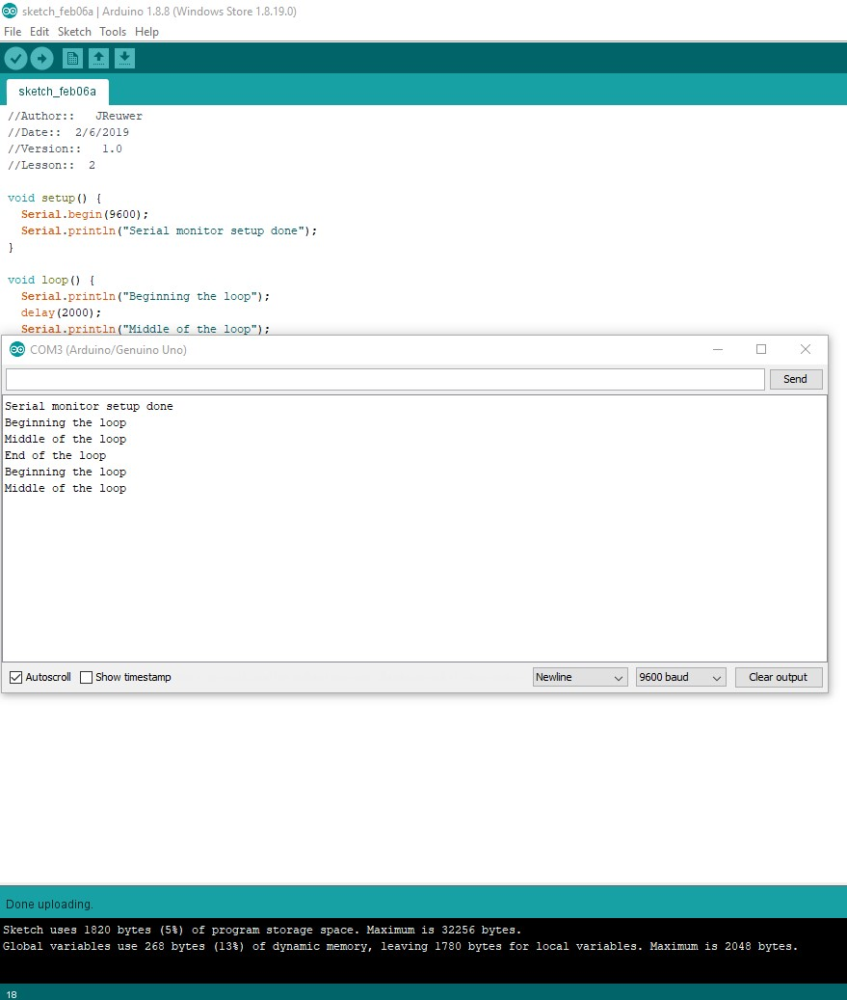 sketch_feb06a | Arduino 1.8.8 (Windows Store 1.8.19.0)
File Edit Sketch Tools Help
sketch_feb06a
//Author::   JReuwer
//Date::  2/6/2019
//Version::   1.0
//Lesson::  2
void setup() {
  Serial.begin(9600);
  Serial.println("Serial monitor setup done");
}
void loop() {
  Serial.println("Beginning the loop");
  delay(2000);
  Serial.println("Middle of the loop");
COM3 (Arduino/Genuino Uno)
Send
Serial monitor setup done
Beginning the loop
Middle of the loop
End of the loop
Beginning the loop
Middle of the loop
Autoscroll Show timestamp Newline 9600 baud Clear output
Done uploading.
Sketch uses 1820 bytes (5%) of program storage space. Maximum is 32256 bytes.
Global variables use 268 bytes (13%) of dynamic memory, leaving 1780 bytes for local variables. Maximum is 2048 bytes.
18